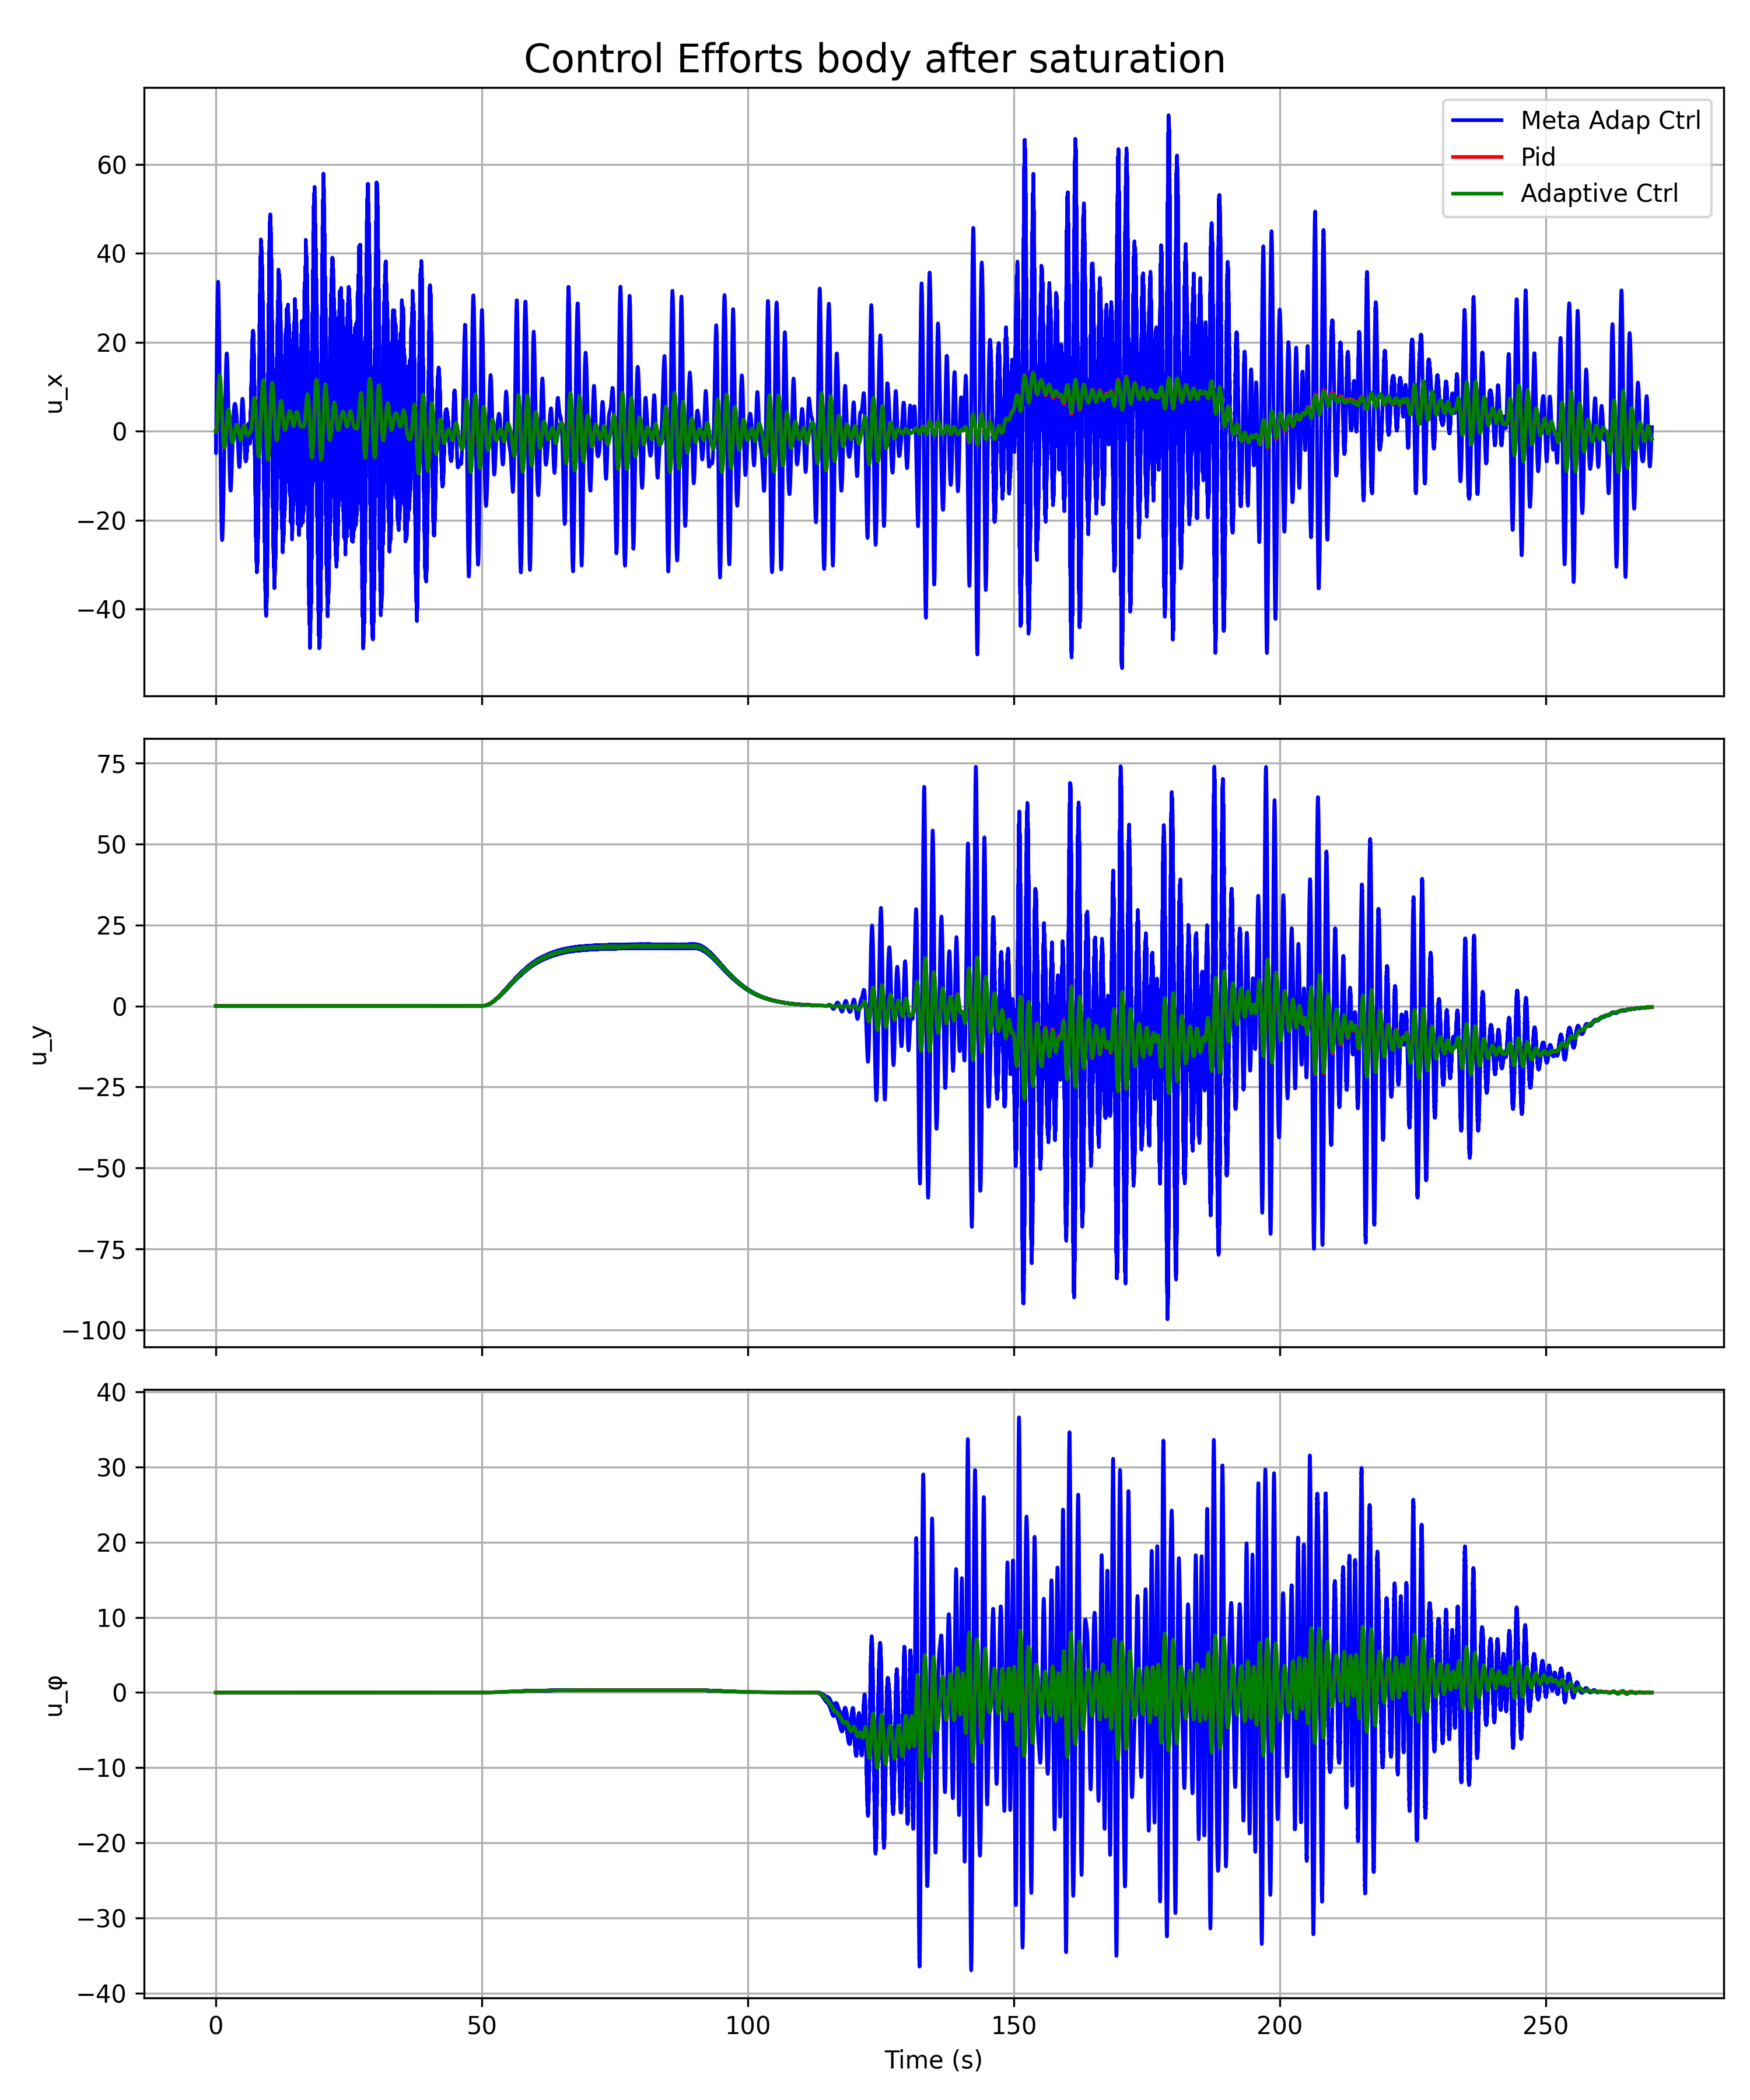 Control Efforts body after saturation
Meta Adap Ctrl
Pid
Adaptive Ctrl
60
40
20
0
−20
−40
u_x
75
50
25
0
−25
−50
−75
−100
u_y
40
30
20
10
0
−10
−20
−30
−40
u_φ
0 50 100 150 200 250
Time (s)